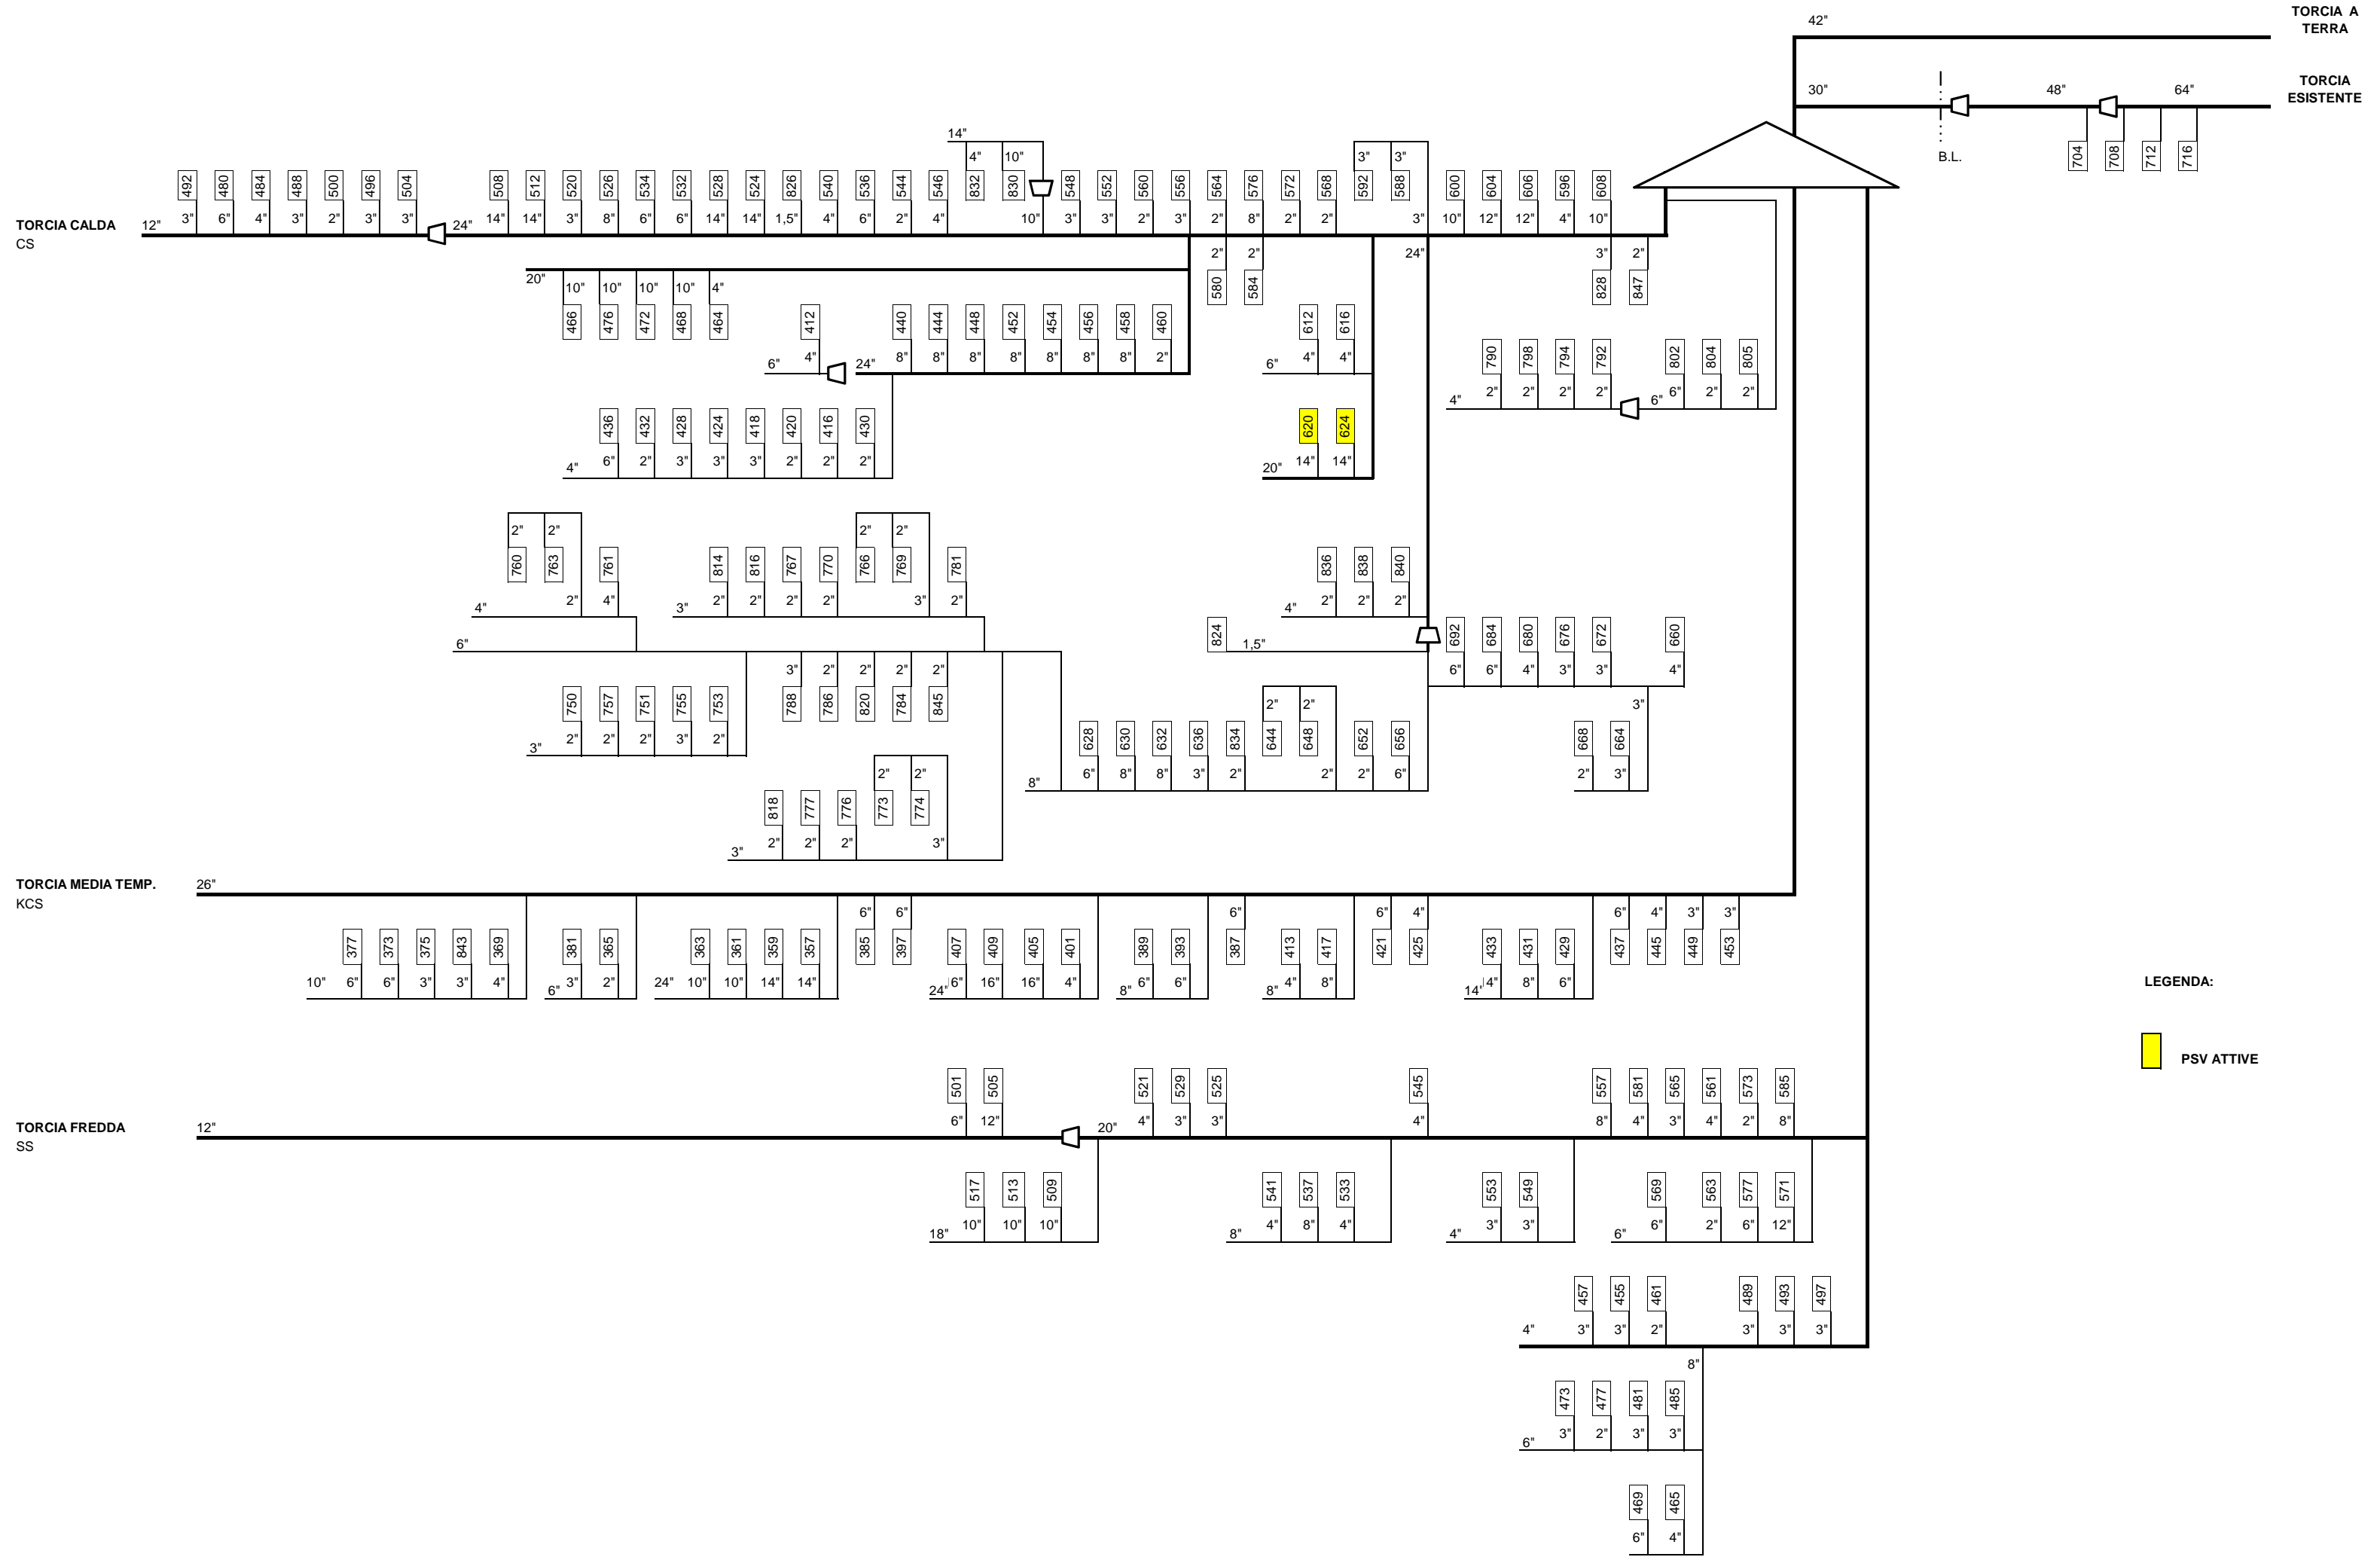 42"
TORCIA A
TERRA
30"
48"
64"
TORCIA
ESISTENTE
B.L.
704 708 712 716
14"
4" 10"
832 830
3" 3"
592 588
492 480 484 488 500 496 504
508 512 520 526 534 532 528 524 826 540 536 544 546
548 552 560 556 564 576 572 568
600 604 606 596 608
TORCIA CALDA
CS
12"
3" 6" 4" 3" 2" 3" 3"
24"
14" 14" 3" 8" 6" 6" 14" 14" 1,5" 4" 6" 2" 4"
10"
3" 3" 2" 3" 2" 8" 2" 2"
3"
10" 12" 12" 4" 10"
2" 2"
580 584
24"
3" 2"
828 847
20"
10" 10" 10" 10" 4"
466 476 472 468 464
412
6" 4"
440 444 448 452 454 456 458 460
24" 8" 8" 8" 8" 8" 8" 8" 2"
612 616
6" 4" 4"
790 798 794 792
4" 2" 2" 2" 2"
802 804 805
6" 6" 2" 2"
436 432 428 424 418 420 416 430
4" 6" 2" 3" 3" 3" 2" 2" 2"
620 624
20" 14" 14"
2" 2"
760 763 761
4" 2" 4"
2" 2"
814 816 767 770 766 769 781
3" 2" 2" 2" 2" 3" 2"
836 838 840
4" 2" 2" 2"
6"
824 1,5"
692 684 680 676 672 660
6" 6" 4" 3" 3" 4"
3" 2" 2" 2" 2"
788 786 820 784 845
750 757 751 755 753
3" 2" 2" 2" 3" 2"
3"
668 664
2" 3"
2" 2"
628 630 632 636 834 644 648 652 656
8" 6" 8" 8" 3" 2" 2" 2" 6"
2" 2"
818 777 776 773 774
3" 2" 2" 2" 3"
TORCIA MEDIA TEMP.
KCS
26"
6" 6"
385 397
6"
387
6" 4"
421 425
6" 4" 3" 3"
437 445 449 453
377 373 375 843 369
10" 6" 6" 3" 3" 4"
381 365
6" 3" 2"
363 361 359 357
24" 10" 10" 14" 14"
407 409 405 401
24" 6" 16" 16" 4"
389 393
8" 6" 6"
413 417
8" 4" 8"
433 431 429
14" 4" 8" 6"
LEGENDA:
PSV ATTIVE
TORCIA FREDDA
SS
12"
501 505
6" 12"
20"
521 529 525
4" 3" 3"
545
4"
557 581 565 561 573 585
8" 4" 3" 4" 2" 8"
517 513 509
18" 10" 10" 10"
541 537 533
8" 4" 8" 4"
553 549
4" 3" 3"
569 563 577 571
6" 6" 2" 6" 12"
457 455 461 489 493 497
4" 3" 3" 2" 3" 3" 3"
8"
473 477 481 485
6" 3" 2" 3" 3"
469 465
6" 4"